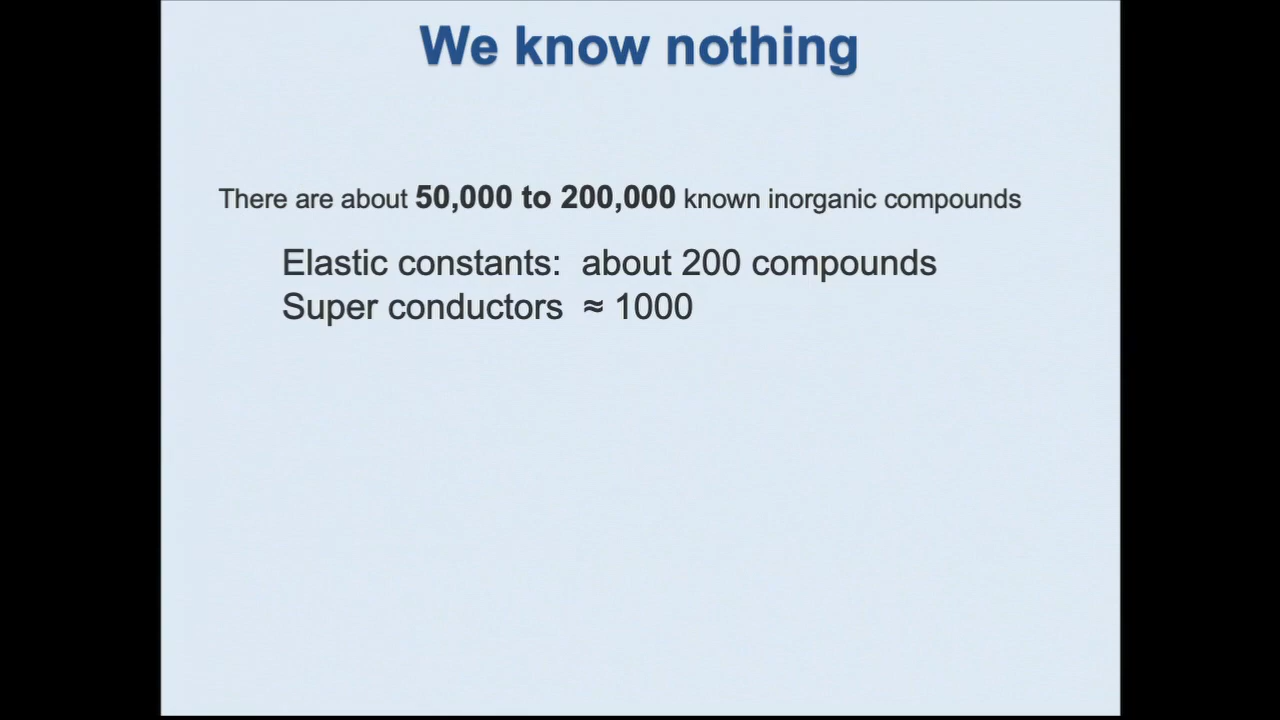 We know nothing
There are about 50,000 to 200,000 known inorganic compounds
Elastic constants: about 200 compounds
Super conductors ≈ 1000